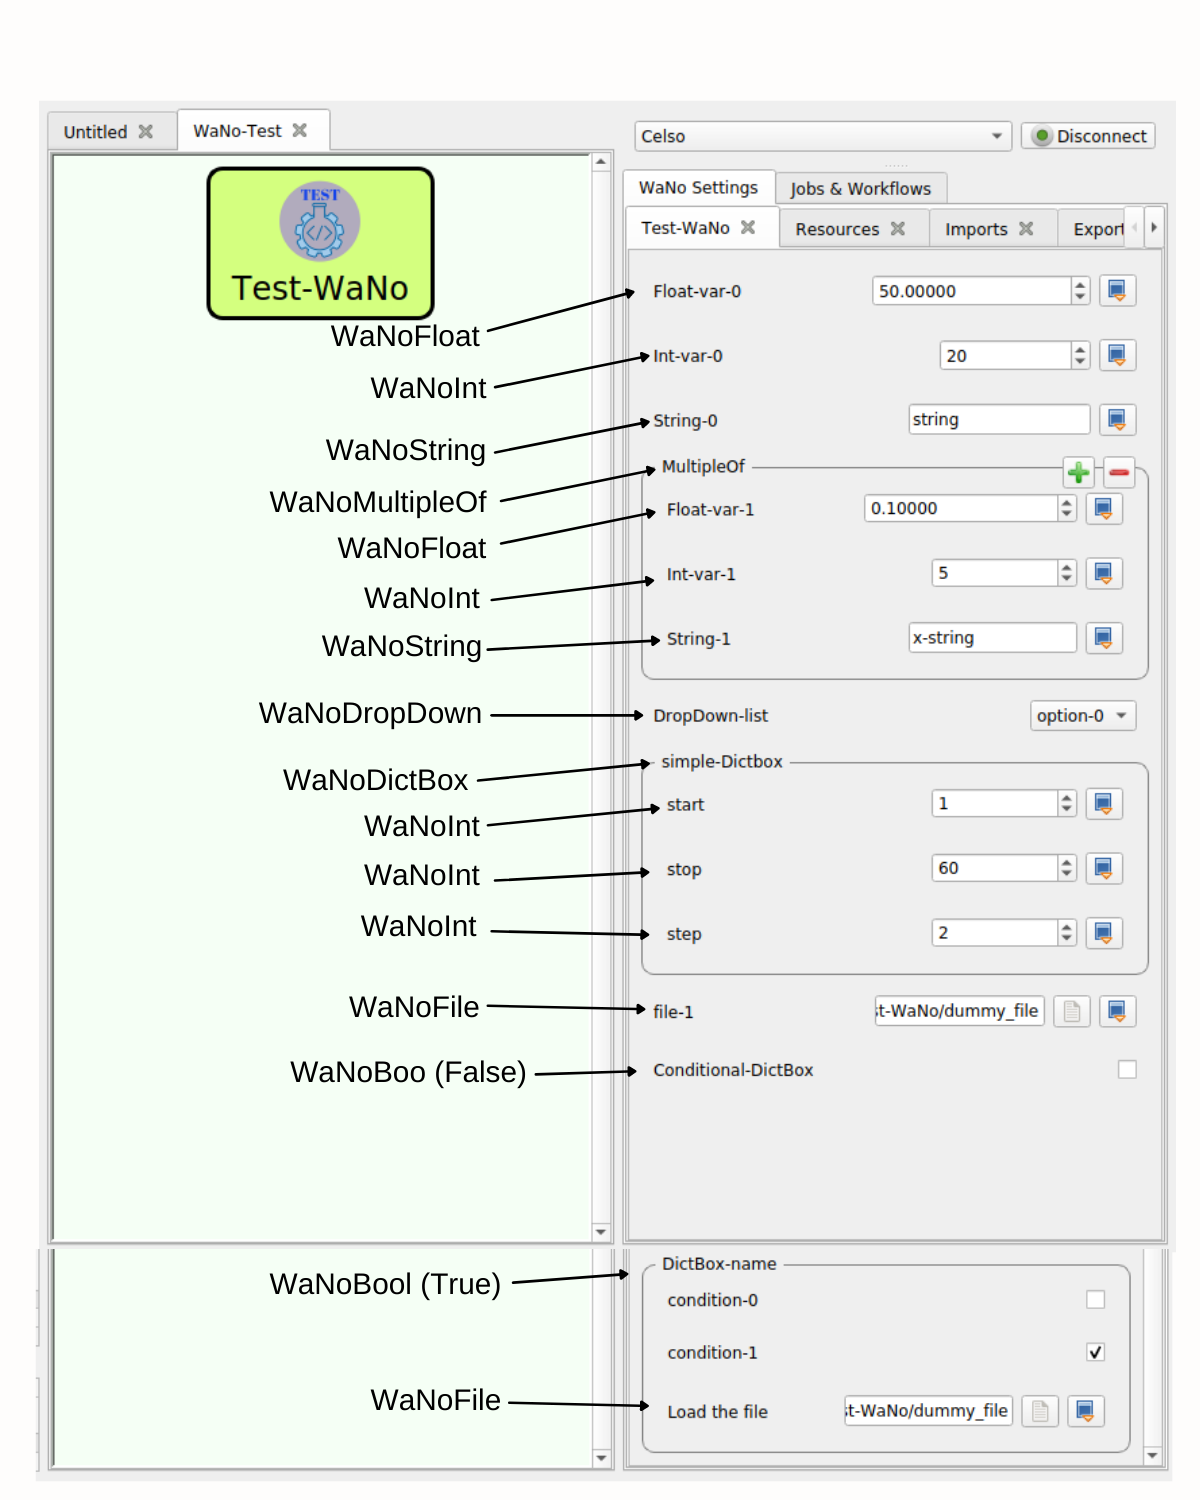 Untitled
WaNo-Test
Celso
Disconnect
WaNo Settings
Jobs & Workflows
Test-WaNo
Resources
Imports
Export
TEST
</>
Test-WaNo
WaNoFloat
Float-var-0
50.00000
WaNoInt
Int-var-0
20
WaNoString
String-0
string
WaNoMultipleOf
MultipleOf
WaNoFloat
Float-var-1
0.10000
WaNoInt
Int-var-1
5
WaNoString
String-1
x-string
WaNoDropDown
DropDown-list
option-0
WaNoDictBox
simple-Dictbox
WaNoInt
start
1
WaNoInt
stop
60
WaNoInt
step
2
WaNoFile
file-1
st-WaNo/dummy_file
WaNoBoo (False)
Conditional-DictBox
WaNoBool (True)
DictBox-name
condition-0
condition-1
WaNoFile
Load the file
st-WaNo/dummy_file